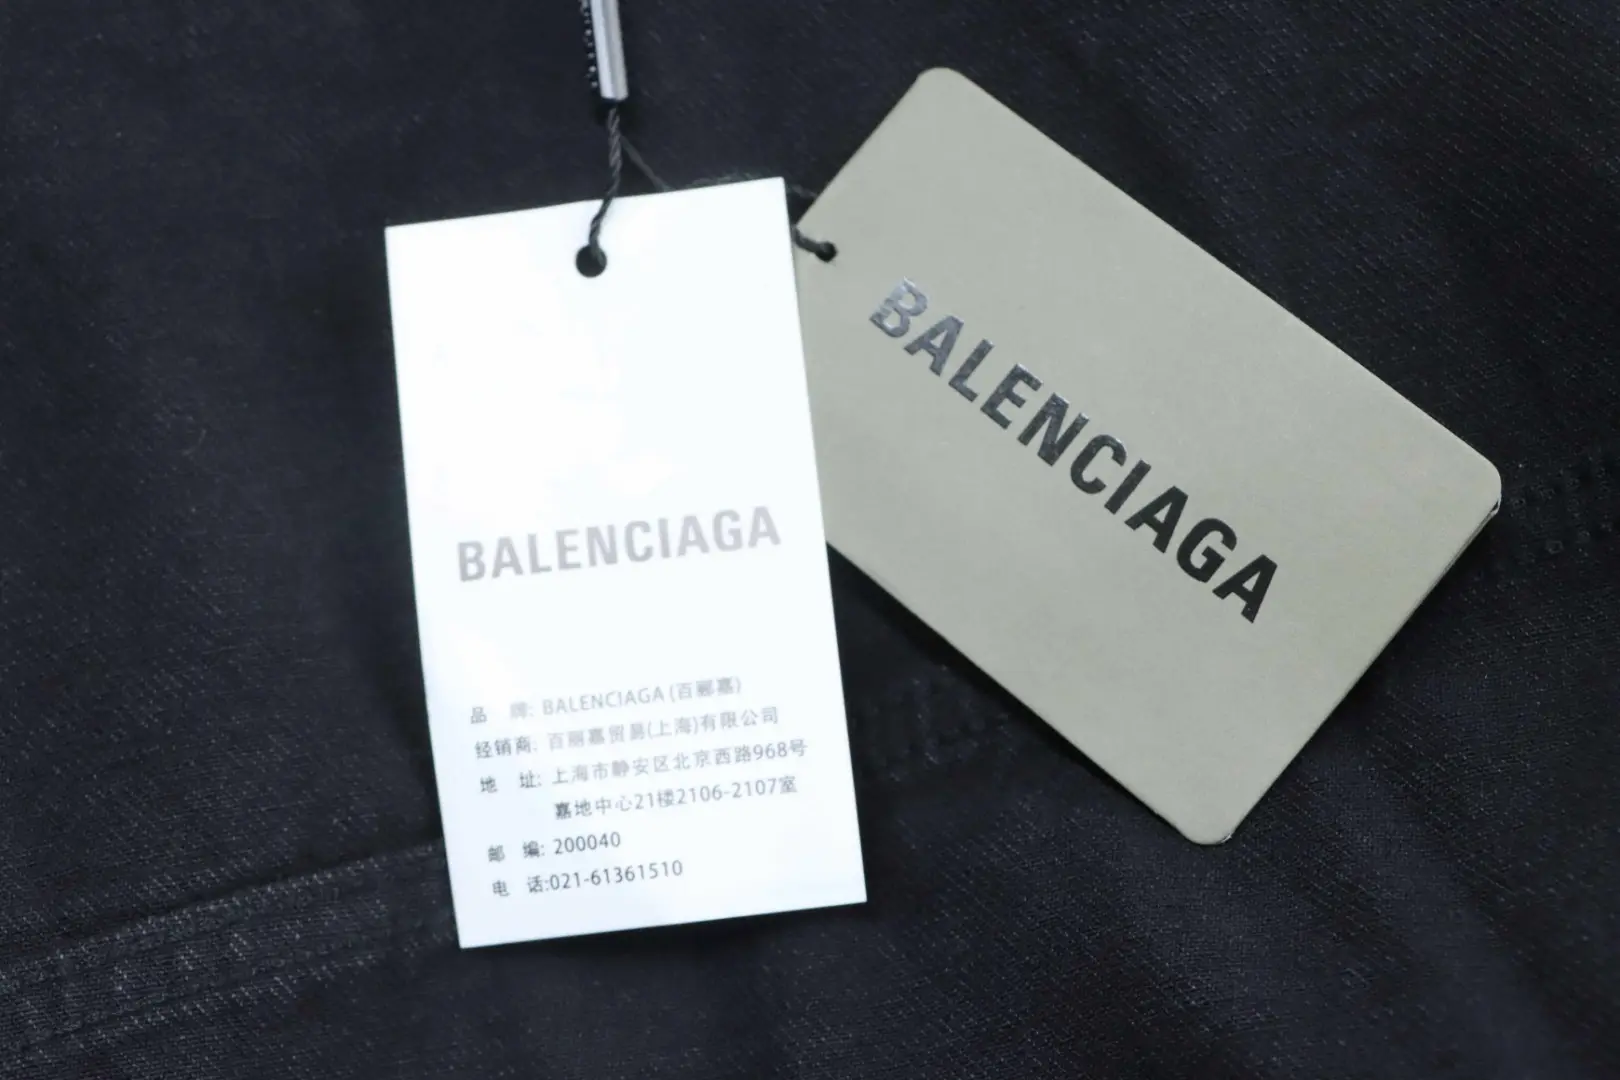 BALENCIAGA
品 牌: BALENCIAGA (百郦嘉)
经销商: 百丽嘉贸易(上海)有限公司
地 址: 上海市静安区北京西路968号
嘉地中心21楼2106-2107室
邮 编: 200040
电 话:021-61361510
BALENCIAGA